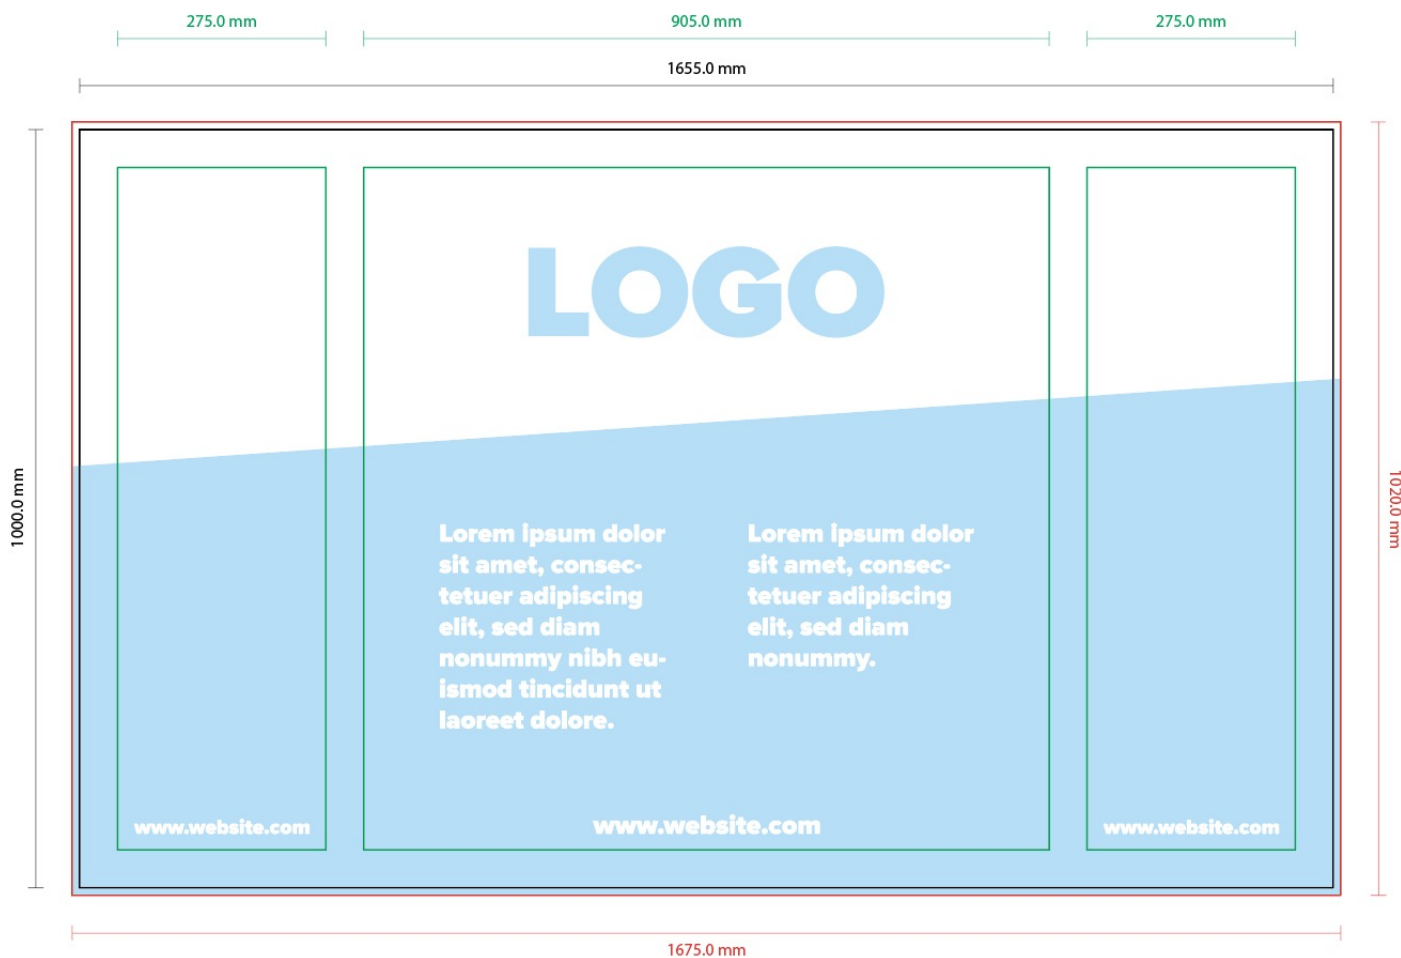 275.0 mm
905.0 mm
275.0 mm
1655.0 mm
1000.0 mm
1020.0 mm
LOGO
Lorem ipsum dolor
sit amet, consec-
tetuer adipiscing
elit, sed diam
nonummy nibh eu-
ismod tincidunt ut
laoreet dolore.
Lorem ipsum dolor
sit amet, consec-
tetuer adipiscing
elit, sed diam
nonummy.
www.website.com
www.website.com
www.website.com
1675.0 mm